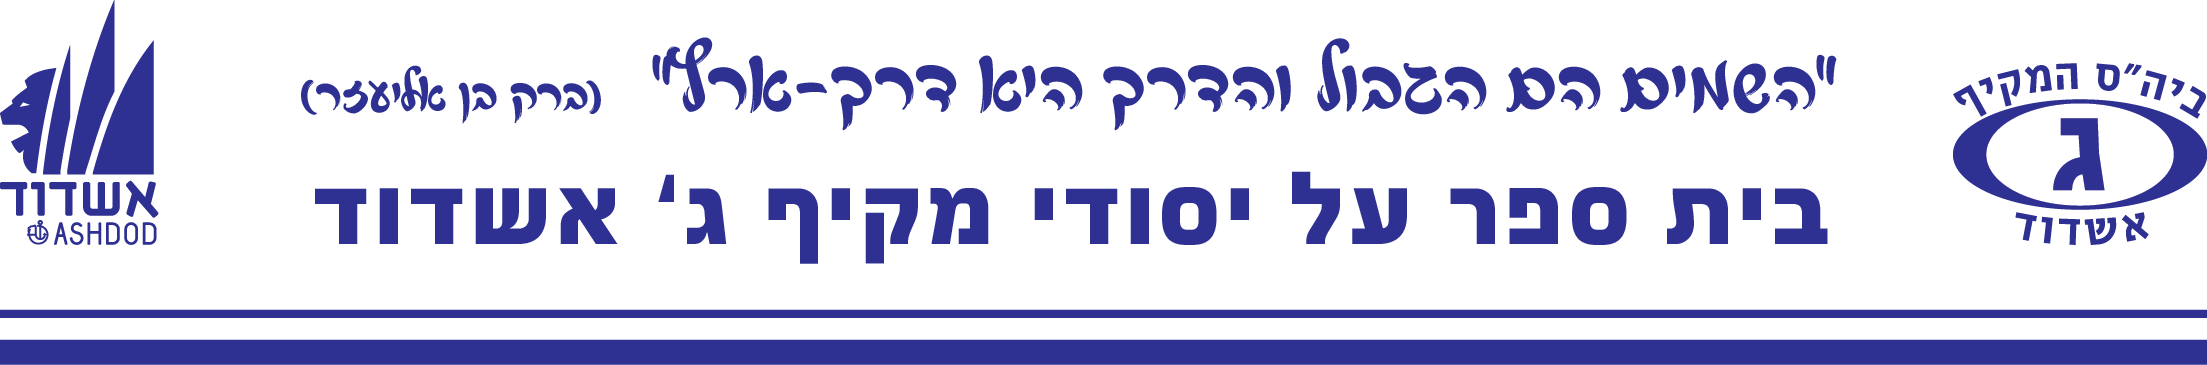 "השמים הם הגבול והדרך היא דרך-ארץ" (ברק בן אליעזר)
בית ספר על יסודי מקיף ג' אשדוד
ביה"ס המקיף
ג
אשדוד
אשדוד
ASHDOD